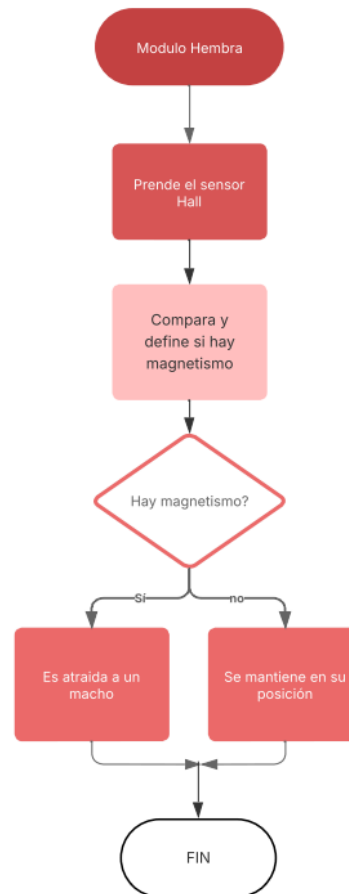 Modulo Hembra
Prende el sensor
Hall
Compara y
define si hay
magnetismo
Hay magnetismo?
Sí
no
Es atraida a un
macho
Se mantiene en su
posición
FIN